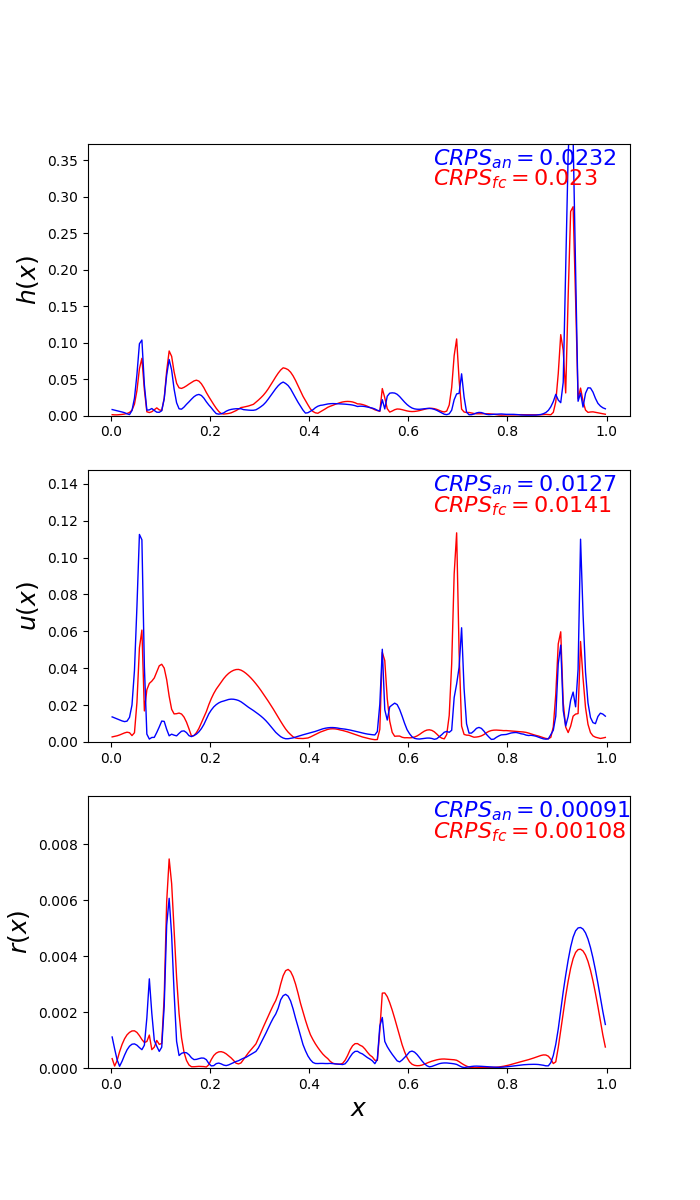 CRPS_an = 0.0232
CRPS_fc = 0.023
h(x)
0.35
0.30
0.25
0.20
0.15
0.10
0.05
0.00
0.0 0.2 0.4 0.6 0.8 1.0
CRPS_an = 0.0127
CRPS_fc = 0.0141
u(x)
0.14
0.12
0.10
0.08
0.06
0.04
0.02
0.00
0.0 0.2 0.4 0.6 0.8 1.0
CRPS_an = 0.00091
CRPS_fc = 0.00108
r(x)
0.008
0.006
0.004
0.002
0.000
0.0 0.2 0.4 0.6 0.8 1.0
x